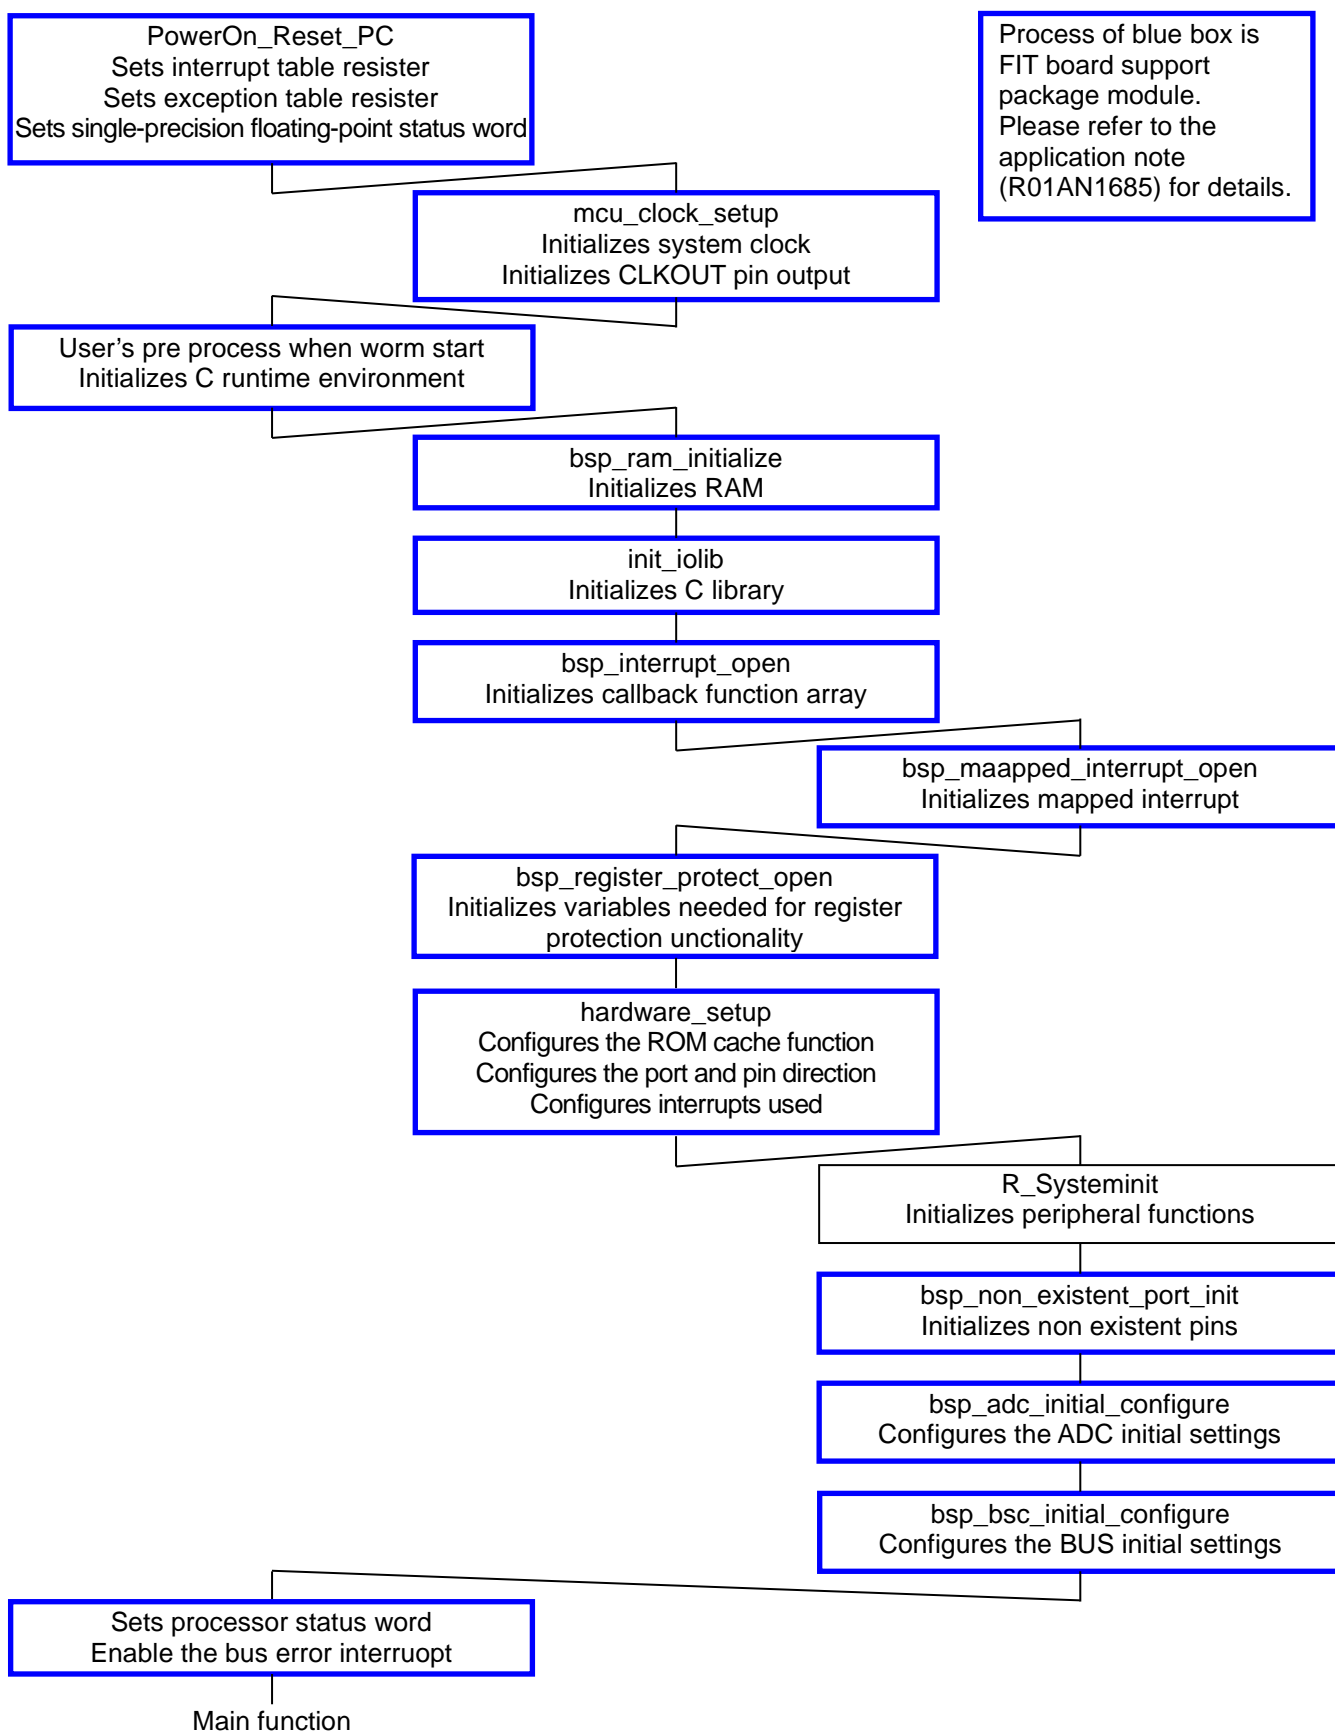 PowerOn_Reset_PC
Sets interrupt table resister
Sets exception table resister
Sets single-precision floating-point status word
Process of blue box is
FIT board support
package module.
Please refer to the
application note
(R01AN1685) for details.
mcu_clock_setup
Initializes system clock
Initializes CLKOUT pin output
User’s pre process when worm start
Initializes C runtime environment
bsp_ram_initialize
Initializes RAM
init_iolib
Initializes C library
bsp_interrupt_open
Initializes callback function array
bsp_maapped_interrupt_open
Initializes mapped interrupt
bsp_register_protect_open
Initializes variables needed for register
protection unctionality
hardware_setup
Configures the ROM cache function
Configures the port and pin direction
Configures interrupts used
R_Systeminit
Initializes peripheral functions
bsp_non_existent_port_init
Initializes non existent pins
bsp_adc_initial_configure
Configures the ADC initial settings
bsp_bsc_initial_configure
Configures the BUS initial settings
Sets processor status word
Enable the bus error interruopt
Main function